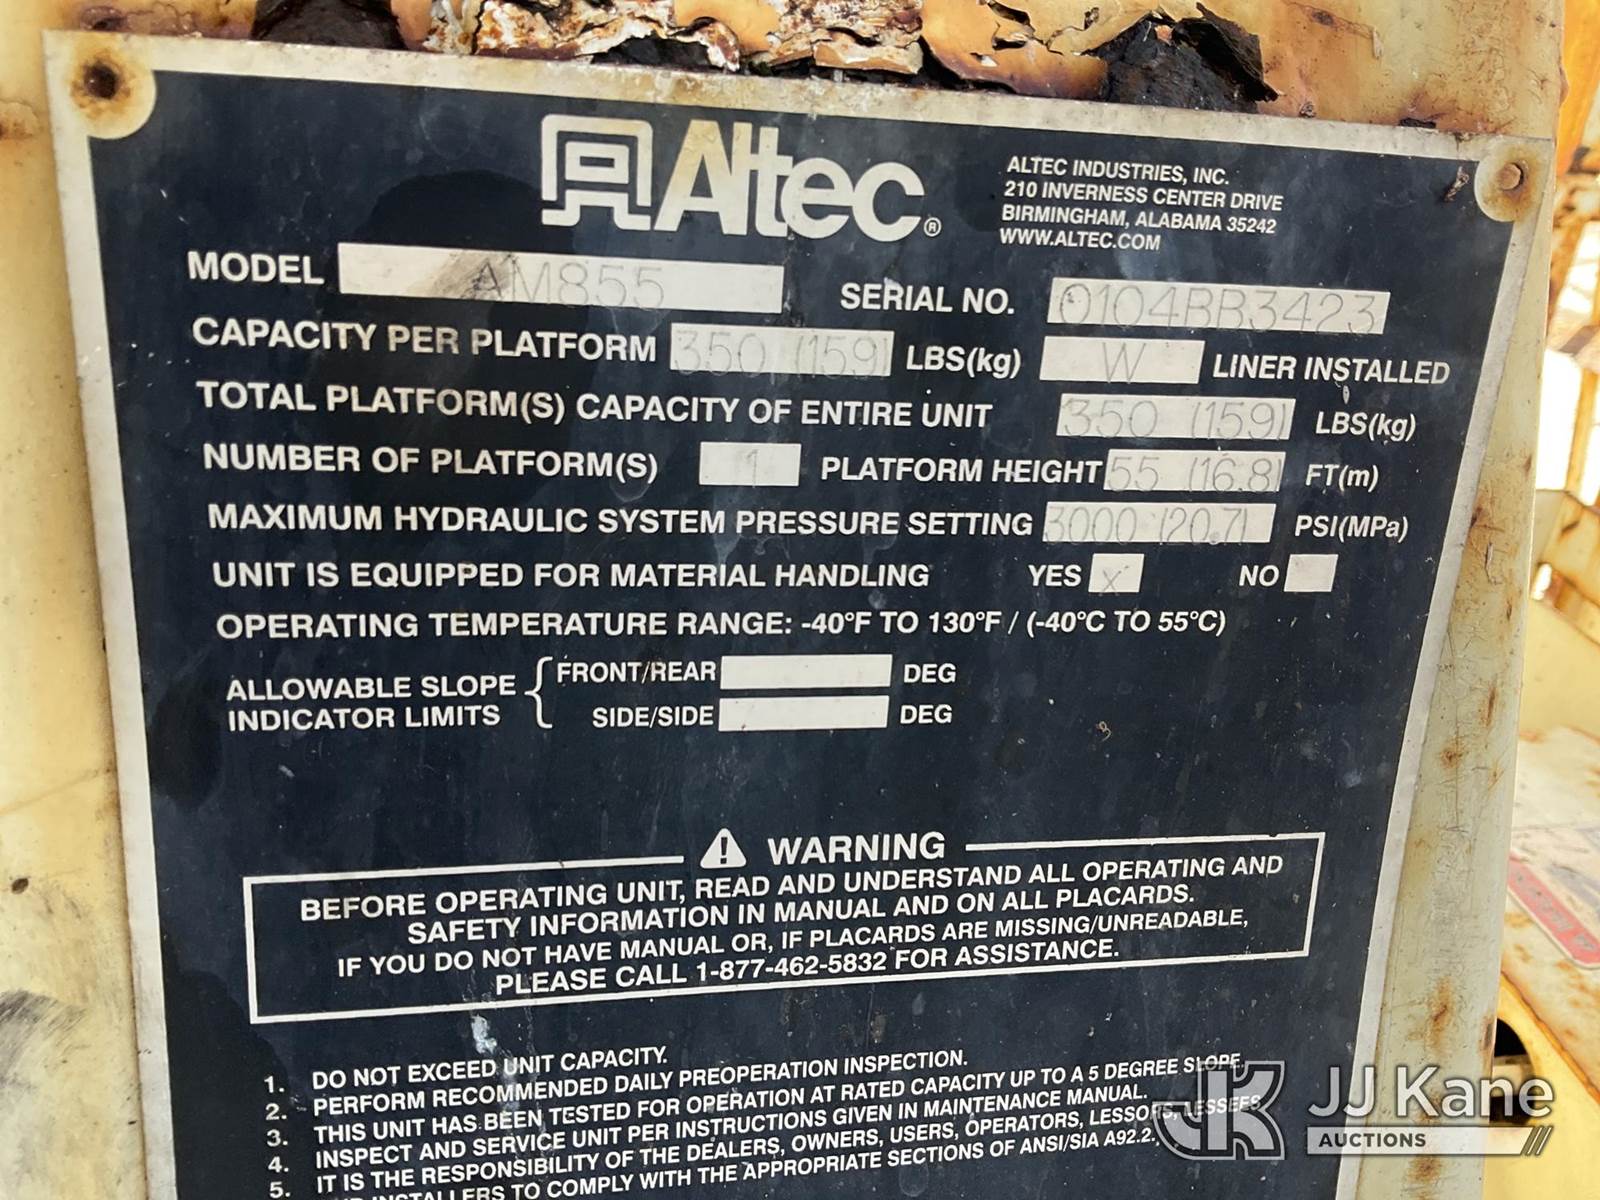 Altec®
ALTEC INDUSTRIES, INC.
210 INVERNESS CENTER DRIVE
BIRMINGHAM, ALABAMA 35242
WWW.ALTEC.COM
MODEL AM855 SERIAL NO. 0104BB3423
CAPACITY PER PLATFORM 350 (159) LBS(kg) W LINER INSTALLED
TOTAL PLATFORM(S) CAPACITY OF ENTIRE UNIT 350 (159) LBS(kg)
NUMBER OF PLATFORM(S) 1 PLATFORM HEIGHT 55 (16.8) FT(m)
MAXIMUM HYDRAULIC SYSTEM PRESSURE SETTING 3000 (20.7) PSI(MPa)
UNIT IS EQUIPPED FOR MATERIAL HANDLING YES X NO
OPERATING TEMPERATURE RANGE: -40°F TO 130°F / (-40°C TO 55°C)
ALLOWABLE SLOPE INDICATOR LIMITS
FRONT/REAR DEG
SIDE/SIDE DEG
WARNING
BEFORE OPERATING UNIT, READ AND UNDERSTAND ALL OPERATING AND
SAFETY INFORMATION IN MANUAL AND ON ALL PLACARDS.
IF YOU DO NOT HAVE MANUAL OR, IF PLACARDS ARE MISSING/UNREADABLE,
PLEASE CALL 1-877-462-5832 FOR ASSISTANCE.
1. DO NOT EXCEED UNIT CAPACITY.
2. PERFORM RECOMMENDED DAILY PREOPERATION INSPECTION.
3. THIS UNIT HAS BEEN TESTED FOR OPERATION AT RATED CAPACITY UP TO A 5 DEGREE SLOPE.
4. INSPECT AND SERVICE UNIT PER INSTRUCTIONS GIVEN IN MAINTENANCE MANUAL.
5. IT IS THE RESPONSIBILITY OF THE DEALERS, OWNERS, USERS, OPERATORS, LESSORS, LESSEES
INSTALLERS TO COMPLY WITH THE APPROPRIATE SECTIONS OF ANSI/SIA A92.2.,
JK JJ Kane
AUCTIONS